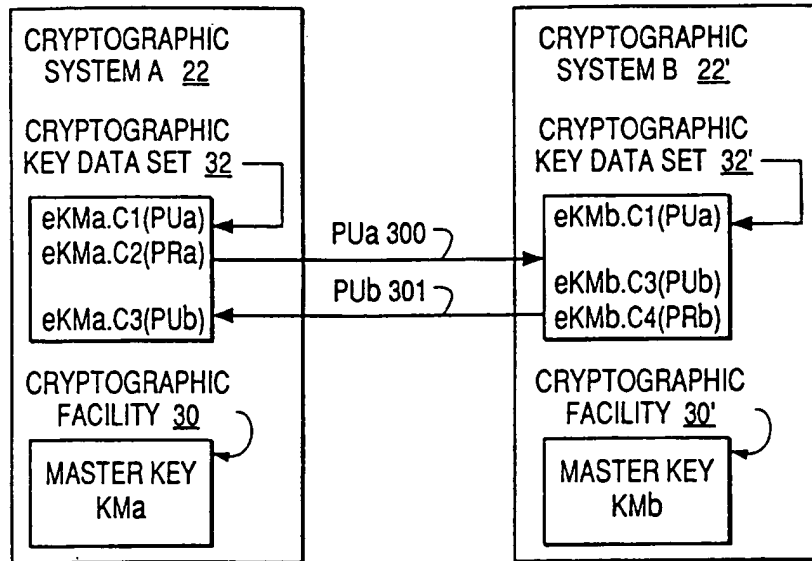 CRYPTOGRAPHIC
SYSTEM A 22
CRYPTOGRAPHIC
KEY DATA SET 32
eKMa.C1(PUa)
eKMa.C2(PRa)
eKMa.C3(PUb)
CRYPTOGRAPHIC
FACILITY 30
MASTER KEY
KMa
PUa 300
PUb 301
CRYPTOGRAPHIC
SYSTEM B 22'
CRYPTOGRAPHIC
KEY DATA SET 32'
eKMb.C1(PUa)
eKMb.C3(PUb)
eKMb.C4(PRb)
CRYPTOGRAPHIC
FACILITY 30'
MASTER KEY
KMb